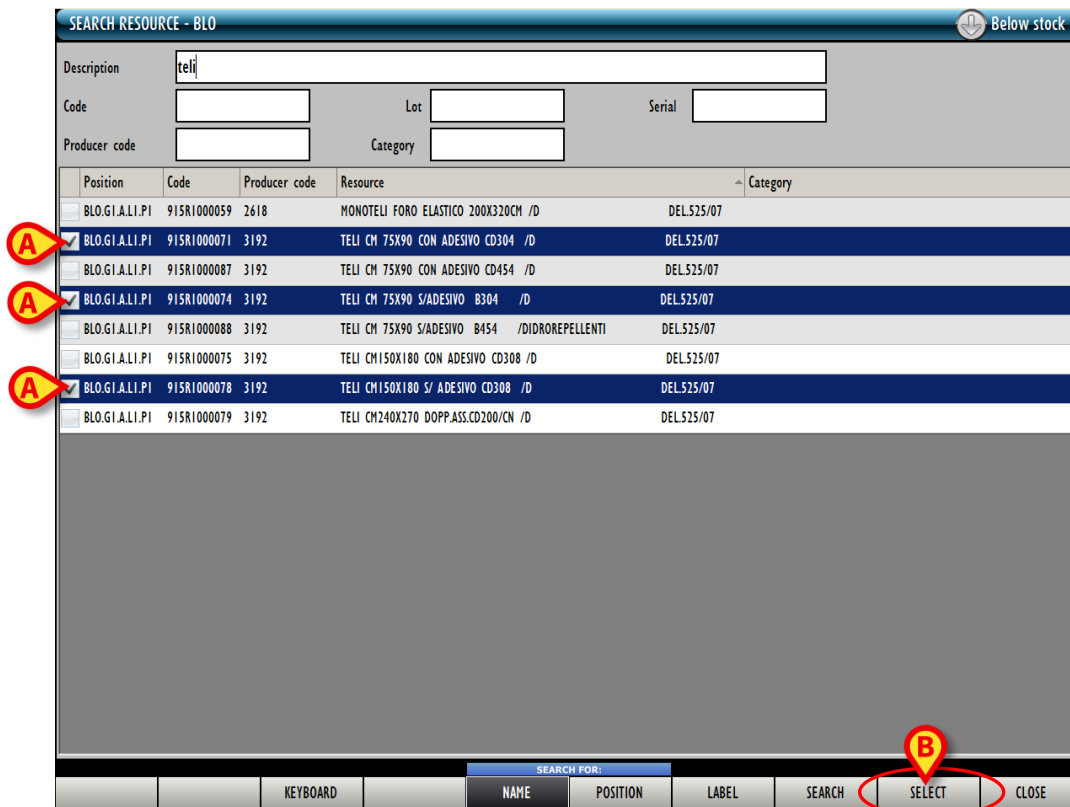 SEARCH RESOURCE - BLO Below stock
Description teli
Code Lot Serial
Producer code Category
Position Code Producer code Resource Category
BLO.G1.A.L1.P1 915R1000059 2618 MONOTELI FORO ELASTICO 200X320CM /D DEL.525/07
A BLO.G1.A.L1.P1 915R1000071 3192 TELI CM 75X90 CON ADESIVO CD304 /D DEL.525/07
BLO.G1.A.L1.P1 915R1000087 3192 TELI CM 75X90 CON ADESIVO CD454 /D DEL.525/07
A BLO.G1.A.L1.P1 915R1000074 3192 TELI CM 75X90 S/ADESIVO B304 /D DEL.525/07
BLO.G1.A.L1.P1 915R1000088 3192 TELI CM 75X90 S/ADESIVO B454 /DIDROREPELLENTI DEL.525/07
BLO.G1.A.L1.P1 915R1000075 3192 TELI CM150X180 CON ADESIVO CD308 /D DEL.525/07
A BLO.G1.A.L1.P1 915R1000078 3192 TELI CM150X180 S/ ADESIVO CD308 /D DEL.525/07
BLO.G1.A.L1.P1 915R1000079 3192 TELI CM240X270 DOPP.ASS.CD200/CN /D DEL.525/07
B
SEARCH FOR:
KEYBOARD NAME POSITION LABEL SEARCH SELECT CLOSE